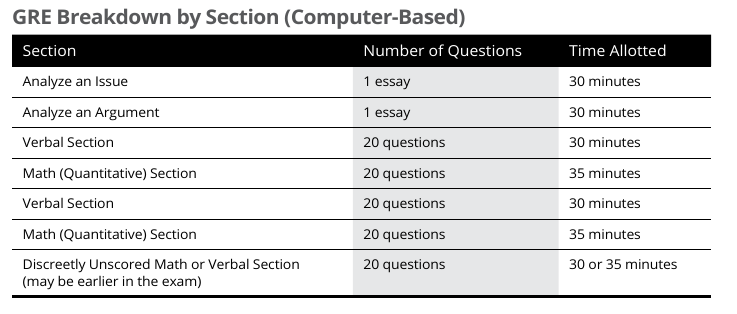 GRE Breakdown by Section (Computer-Based)
Section Number of Questions Time Allotted
Analyze an Issue 1 essay 30 minutes
Analyze an Argument 1 essay 30 minutes
Verbal Section 20 questions 30 minutes
Math (Quantitative) Section 20 questions 35 minutes
Verbal Section 20 questions 30 minutes
Math (Quantitative) Section 20 questions 35 minutes
Discreetly Unscored Math or Verbal Section 20 questions 30 or 35 minutes
(may be earlier in the exam)